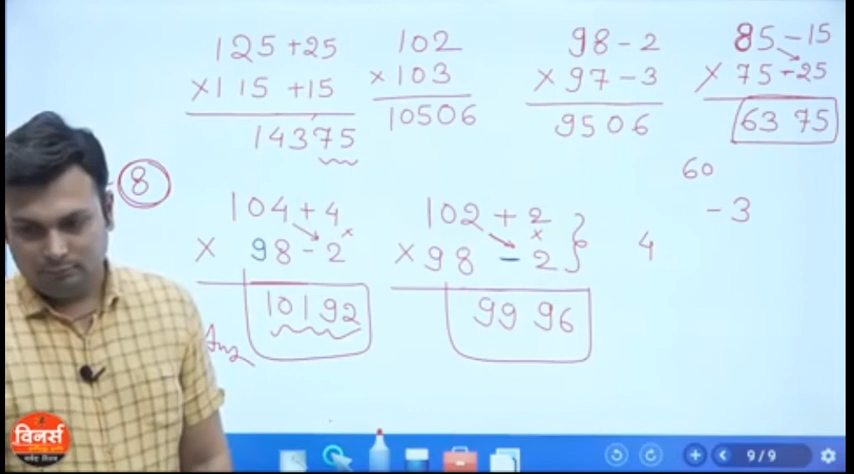 125 +25
×115 +15
14375
102
×103
10506
98 - 2
×97 - 3
9506
85 - 15
×75 - 25
6375
60
- 3
8
104 + 4
× 98 - 2 ×
10192
Ans
102 + 2
×
×98 - 2 }
9996
4
विनर्स
9/9